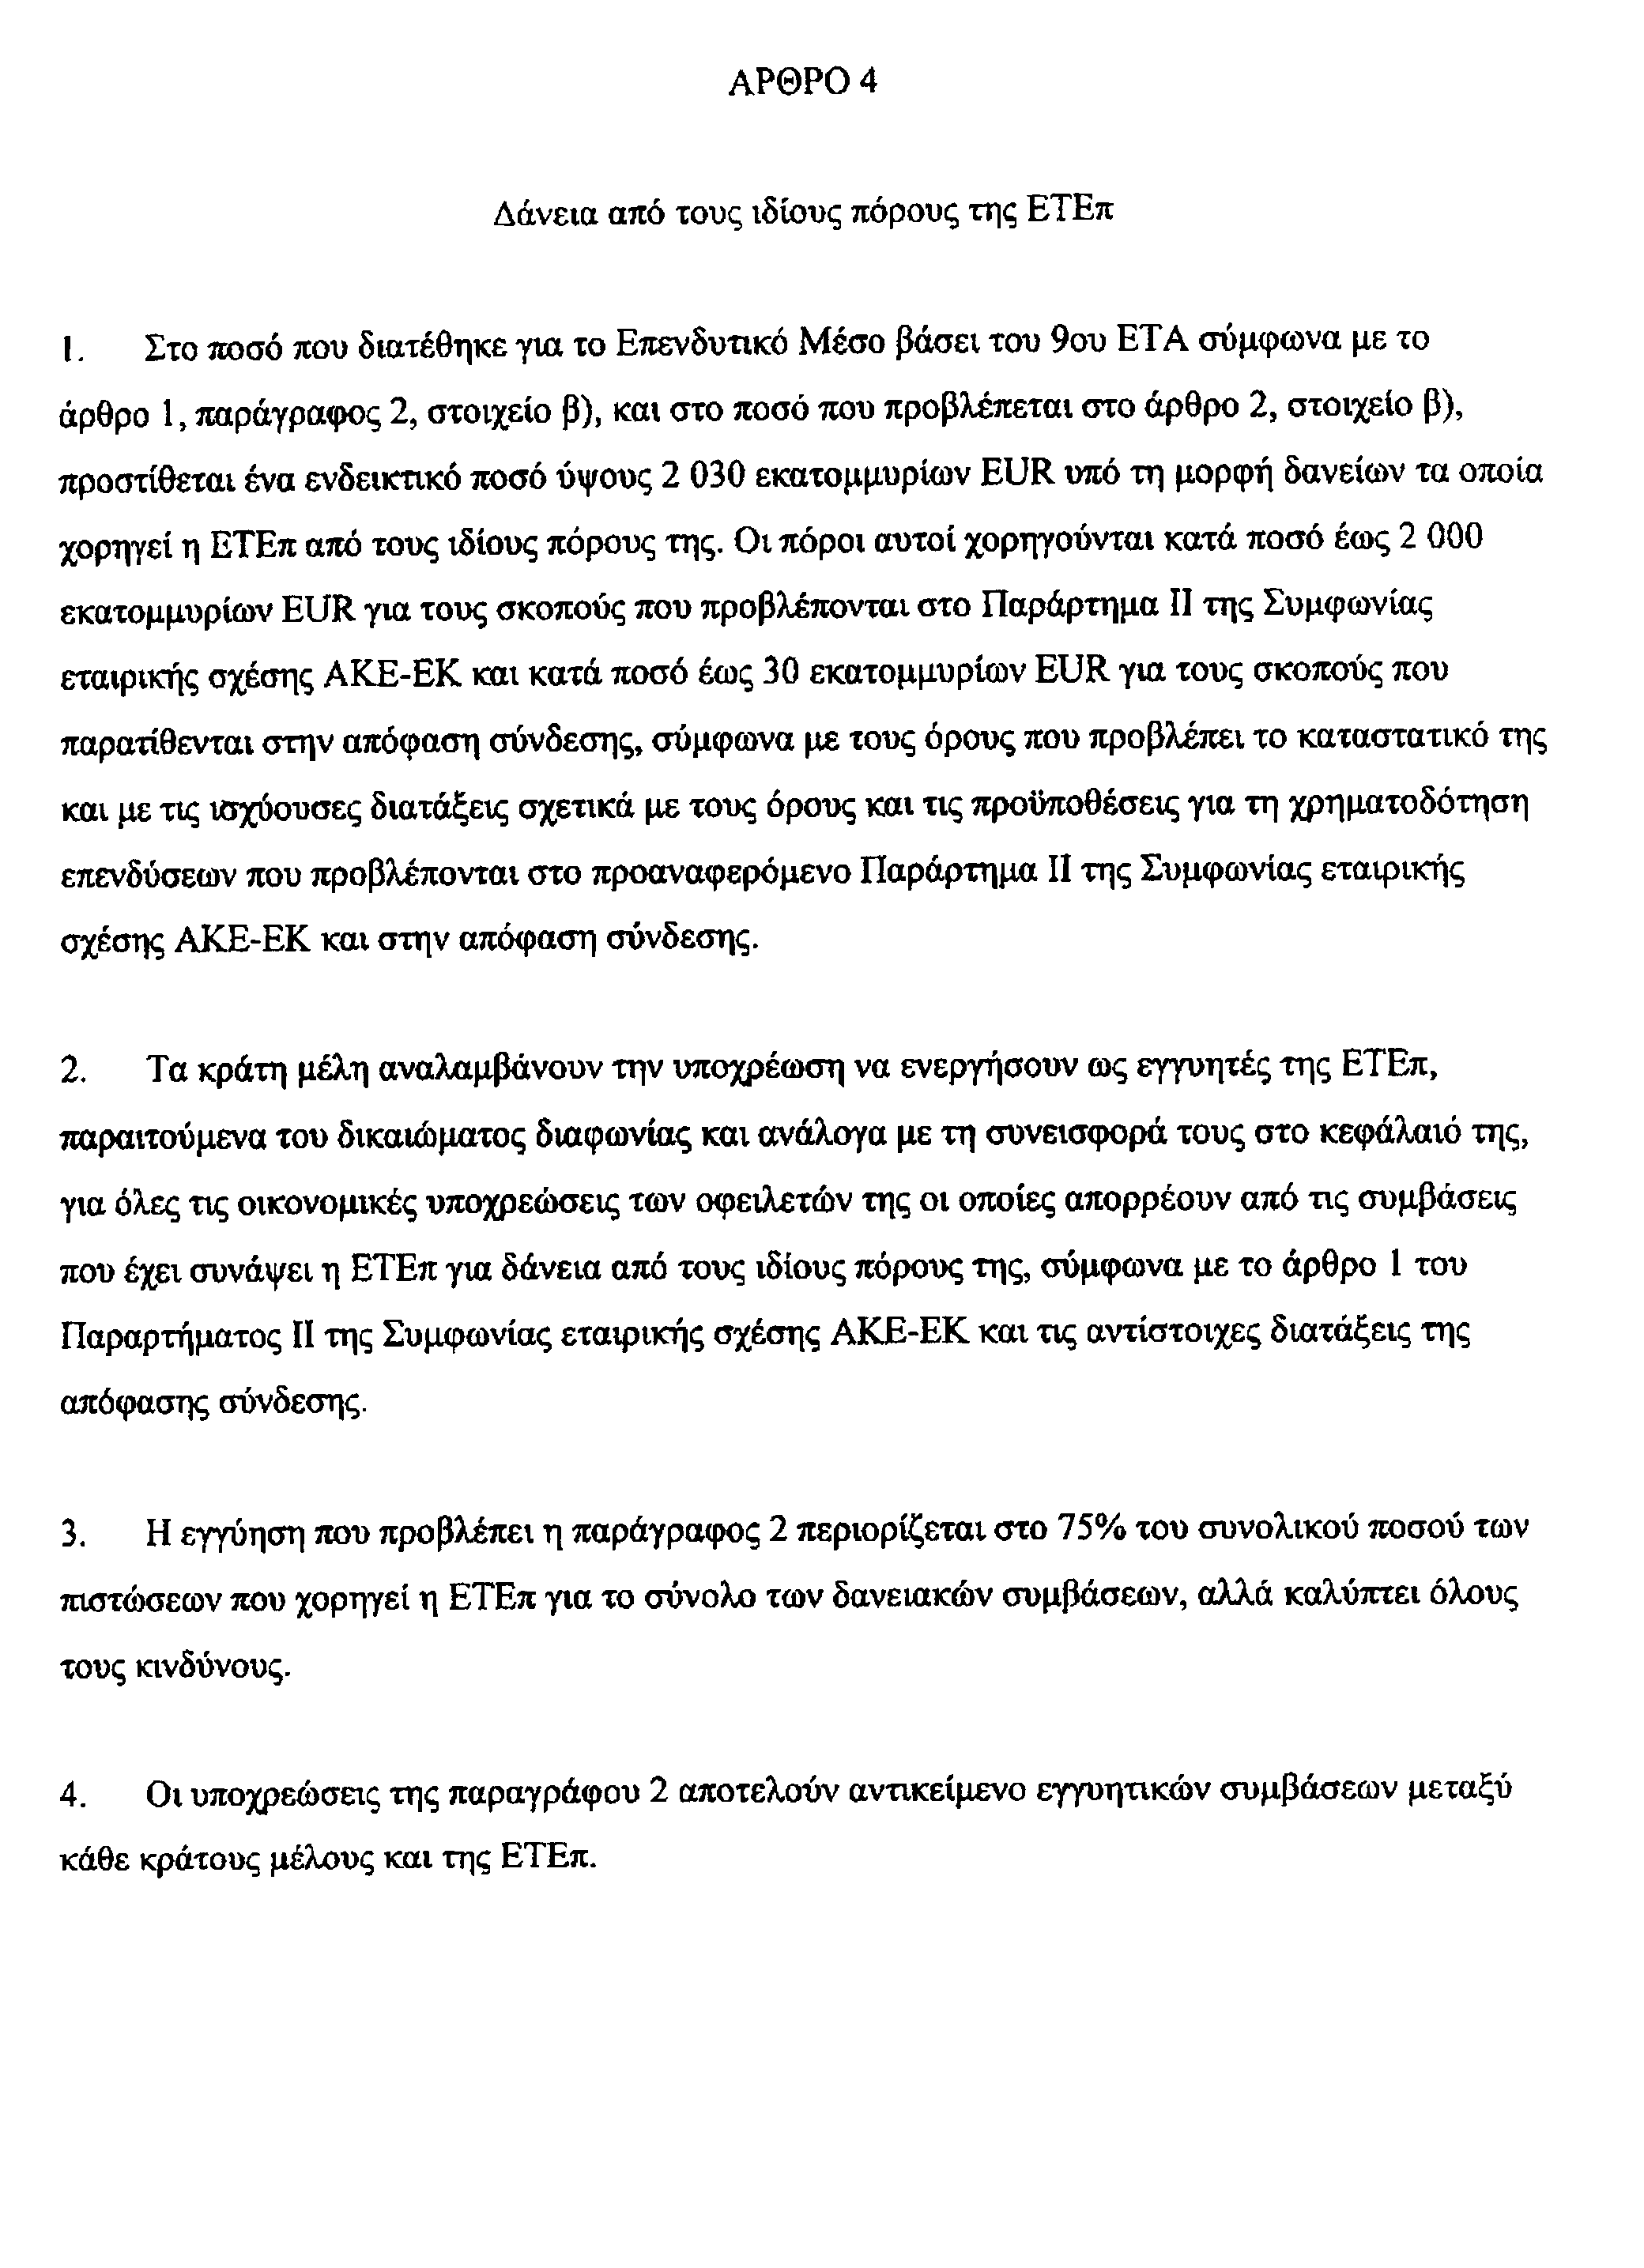 ΑΡΘΡΟ 4
Δάνεια από τους ιδίους πόρους της ΕΤΕπ
1. Στο ποσό που διατέθηκε για το Επενδυτικό Μέσο βάσει του 9ου ΕΤΑ σύμφωνα με το
άρθρο 1, παράγραφος 2, στοιχείο β), και στο ποσό που προβλέπεται στο άρθρο 2, στοιχείο β),
προστίθεται ένα ενδεικτικό ποσό ύψους 2 030 εκατομμυρίων EUR υπό τη μορφή δανείων τα οποία
χορηγεί η ΕΤΕπ από τους ιδίους πόρους της. Οι πόροι αυτοί χορηγούνται κατά ποσό έως 2 000
εκατομμυρίων EUR για τους σκοπούς που προβλέπονται στο Παράρτημα ΙΙ της Συμφωνίας
εταιρικής σχέσης ΑΚΕ-ΕΚ και κατά ποσό έως 30 εκατομμυρίων EUR για τους σκοπούς που
παρατίθενται στην απόφαση σύνδεσης, σύμφωνα με τους όρους που προβλέπει το καταστατικό της
και με τις ισχύουσες διατάξεις σχετικά με τους όρους και τις προϋποθέσεις για τη χρηματοδότηση
επενδύσεων που προβλέπονται στο προαναφερόμενο Παράρτημα ΙΙ της Συμφωνίας εταιρικής
σχέσης ΑΚΕ-ΕΚ και στην απόφαση σύνδεσης.
2. Τα κράτη μέλη αναλαμβάνουν την υποχρέωση να ενεργήσουν ως εγγυητές της ΕΤΕπ,
παραιτούμενα του δικαιώματος διαφωνίας και ανάλογα με τη συνεισφορά τους στο κεφάλαιό της,
για όλες τις οικονομικές υποχρεώσεις των οφειλετών της οι οποίες απορρέουν από τις συμβάσεις
που έχει συνάψει η ΕΤΕπ για δάνεια από τους ιδίους πόρους της, σύμφωνα με το άρθρο 1 του
Παραρτήματος ΙΙ της Συμφωνίας εταιρικής σχέσης ΑΚΕ-ΕΚ και τις αντίστοιχες διατάξεις της
απόφασης σύνδεσης.
3. Η εγγύηση που προβλέπει η παράγραφος 2 περιορίζεται στο 75% του συνολικού ποσού των
πιστώσεων που χορηγεί η ΕΤΕπ για το σύνολο των δανειακών συμβάσεων, αλλά καλύπτει όλους
τους κινδύνους.
4. Οι υποχρεώσεις της παραγράφου 2 αποτελούν αντικείμενο εγγυητικών συμβάσεων μεταξύ
κάθε κράτους μέλους και της ΕΤΕπ.